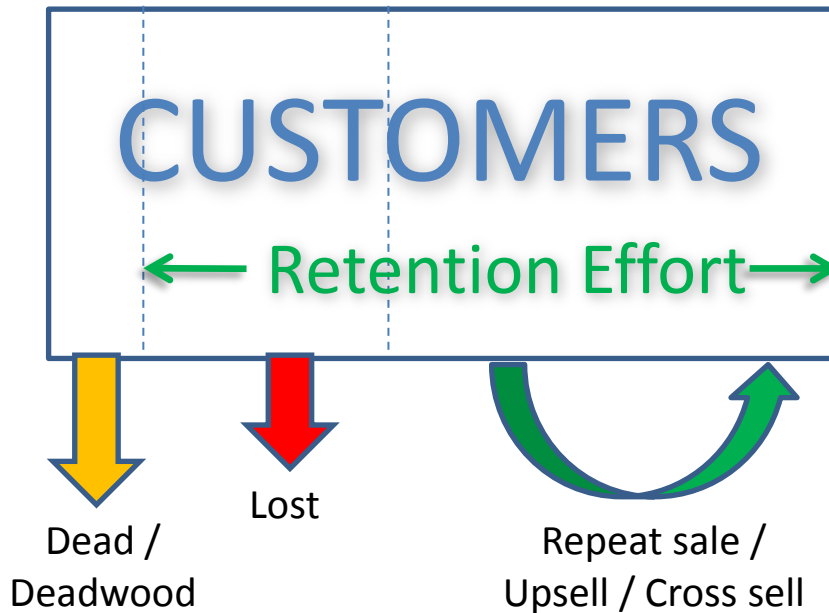 CUSTOMERS
Retention Effort
Lost
Dead /
Deadwood
Repeat sale /
Upsell / Cross sell